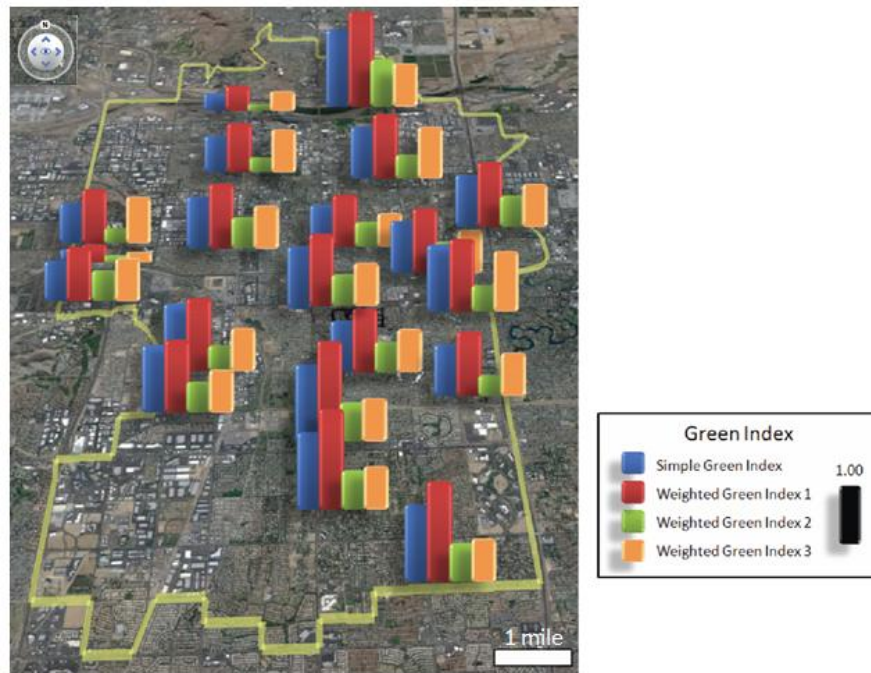 N
Green Index
Simple Green Index
1.00
Weighted Green Index 1
Weighted Green Index 2
Weighted Green Index 3
1 mile